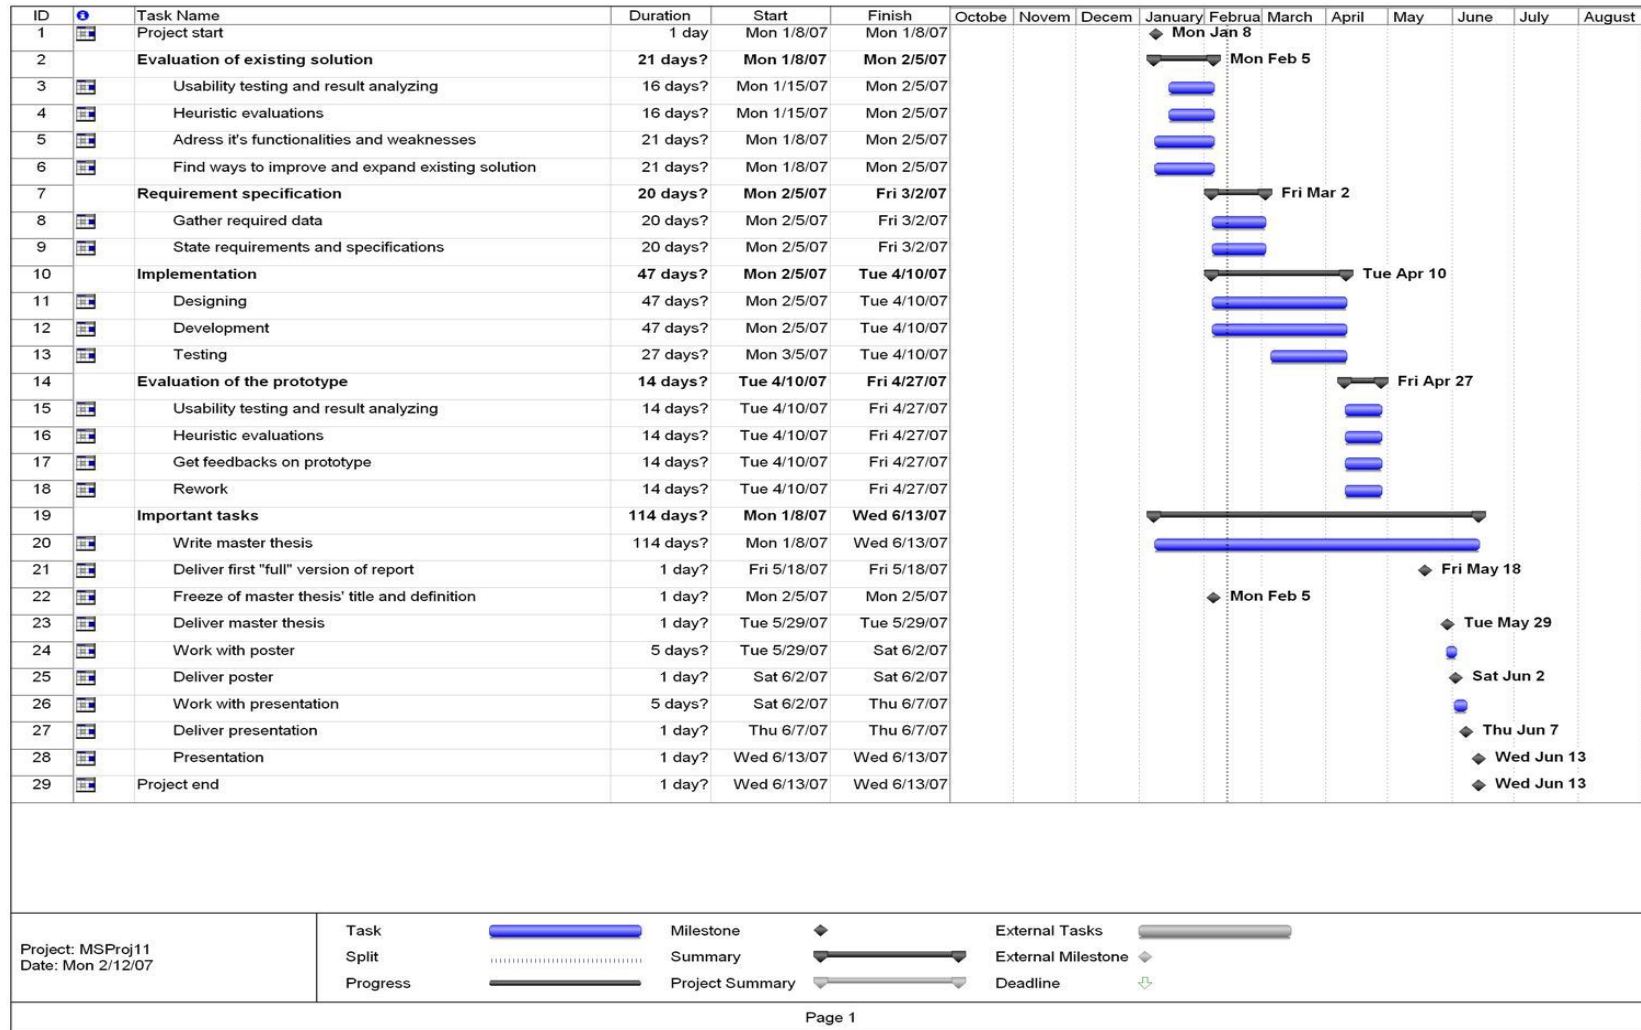 ID Task Name Duration Start Finish Octobe Novem Decem January Februa March April May June July August
1 Project start 1 day Mon 1/8/07 Mon 1/8/07 Mon Jan 8
2 Evaluation of existing solution 21 days? Mon 1/8/07 Mon 2/5/07 Mon Feb 5
3 Usability testing and result analyzing 16 days? Mon 1/15/07 Mon 2/5/07
4 Heuristic evaluations 16 days? Mon 1/15/07 Mon 2/5/07
5 Adress it's functionalities and weaknesses 21 days? Mon 1/8/07 Mon 2/5/07
6 Find ways to improve and expand existing solution 21 days? Mon 1/8/07 Mon 2/5/07
7 Requirement specification 20 days? Mon 2/5/07 Fri 3/2/07 Fri Mar 2
8 Gather required data 20 days? Mon 2/5/07 Fri 3/2/07
9 State requirements and specifications 20 days? Mon 2/5/07 Fri 3/2/07
10 Implementation 47 days? Mon 2/5/07 Tue 4/10/07 Tue Apr 10
11 Designing 47 days? Mon 2/5/07 Tue 4/10/07
12 Development 47 days? Mon 2/5/07 Tue 4/10/07
13 Testing 27 days? Mon 3/5/07 Tue 4/10/07
14 Evaluation of the prototype 14 days? Tue 4/10/07 Fri 4/27/07 Fri Apr 27
15 Usability testing and result analyzing 14 days? Tue 4/10/07 Fri 4/27/07
16 Heuristic evaluations 14 days? Tue 4/10/07 Fri 4/27/07
17 Get feedbacks on prototype 14 days? Tue 4/10/07 Fri 4/27/07
18 Rework 14 days? Tue 4/10/07 Fri 4/27/07
19 Important tasks 114 days? Mon 1/8/07 Wed 6/13/07
20 Write master thesis 114 days? Mon 1/8/07 Wed 6/13/07
21 Deliver first "full" version of report 1 day? Fri 5/18/07 Fri 5/18/07 Fri May 18
22 Freeze of master thesis' title and definition 1 day? Mon 2/5/07 Mon 2/5/07 Mon Feb 5
23 Deliver master thesis 1 day? Tue 5/29/07 Tue 5/29/07 Tue May 29
24 Work with poster 5 days? Tue 5/29/07 Sat 6/2/07
25 Deliver poster 1 day? Sat 6/2/07 Sat 6/2/07 Sat Jun 2
26 Work with presentation 5 days? Sat 6/2/07 Thu 6/7/07
27 Deliver presentation 1 day? Thu 6/7/07 Thu 6/7/07 Thu Jun 7
28 Presentation 1 day? Wed 6/13/07 Wed 6/13/07 Wed Jun 13
29 Project end 1 day? Wed 6/13/07 Wed 6/13/07 Wed Jun 13
Project: MSProj11
Date: Mon 2/12/07
Task Milestone External Tasks
Split Summary External Milestone
Progress Project Summary Deadline
Page 1